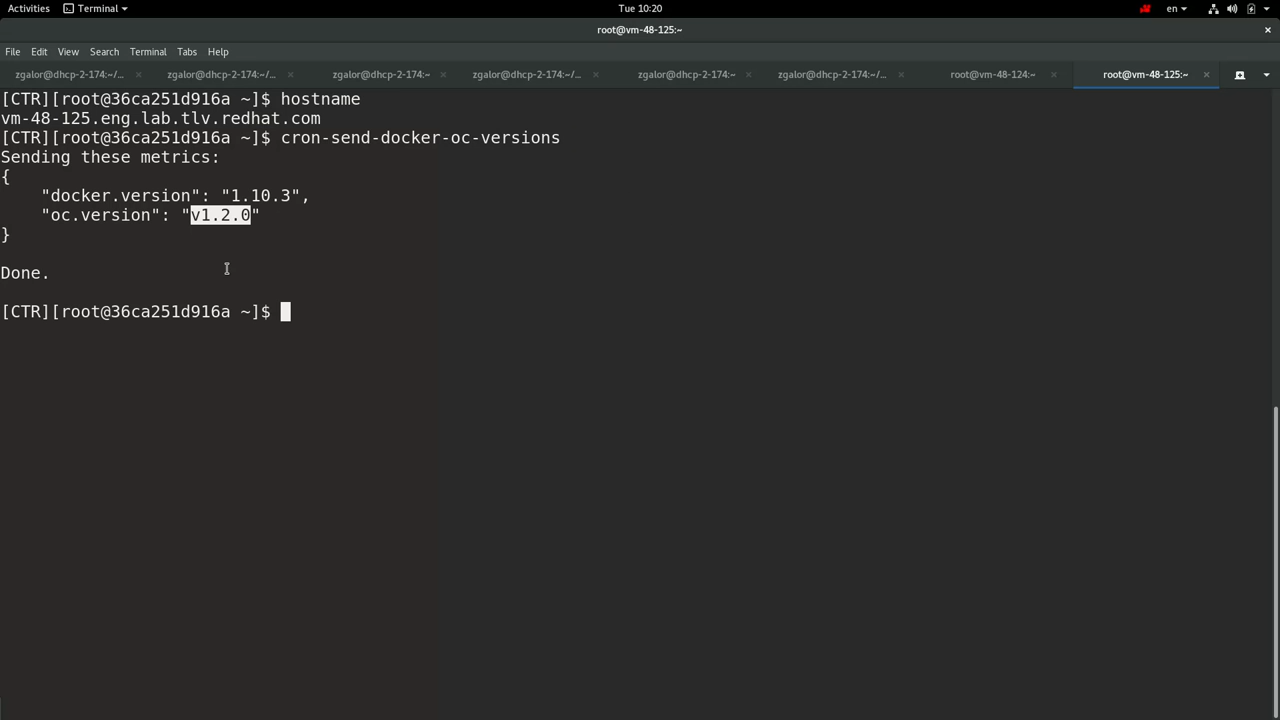 Activities Terminal Tue 10:20 en
root@vm-48-125:~ ×
File Edit View Search Terminal Tabs Help
zgalor@dhcp-2-174:~/... × zgalor@dhcp-2-174:~/... × zgalor@dhcp-2-174:~ × zgalor@dhcp-2-174:~/... × zgalor@dhcp-2-174:~ × zgalor@dhcp-2-174:~/... × root@vm-48-124:~ × root@vm-48-125:~ ×
[CTR][root@36ca251d916a ~]$ hostname
vm-48-125.eng.lab.tlv.redhat.com
[CTR][root@36ca251d916a ~]$ cron-send-docker-oc-versions
Sending these metrics:
{
    "docker.version": "1.10.3",
    "oc.version": "v1.2.0"
}
Done.
[CTR][root@36ca251d916a ~]$